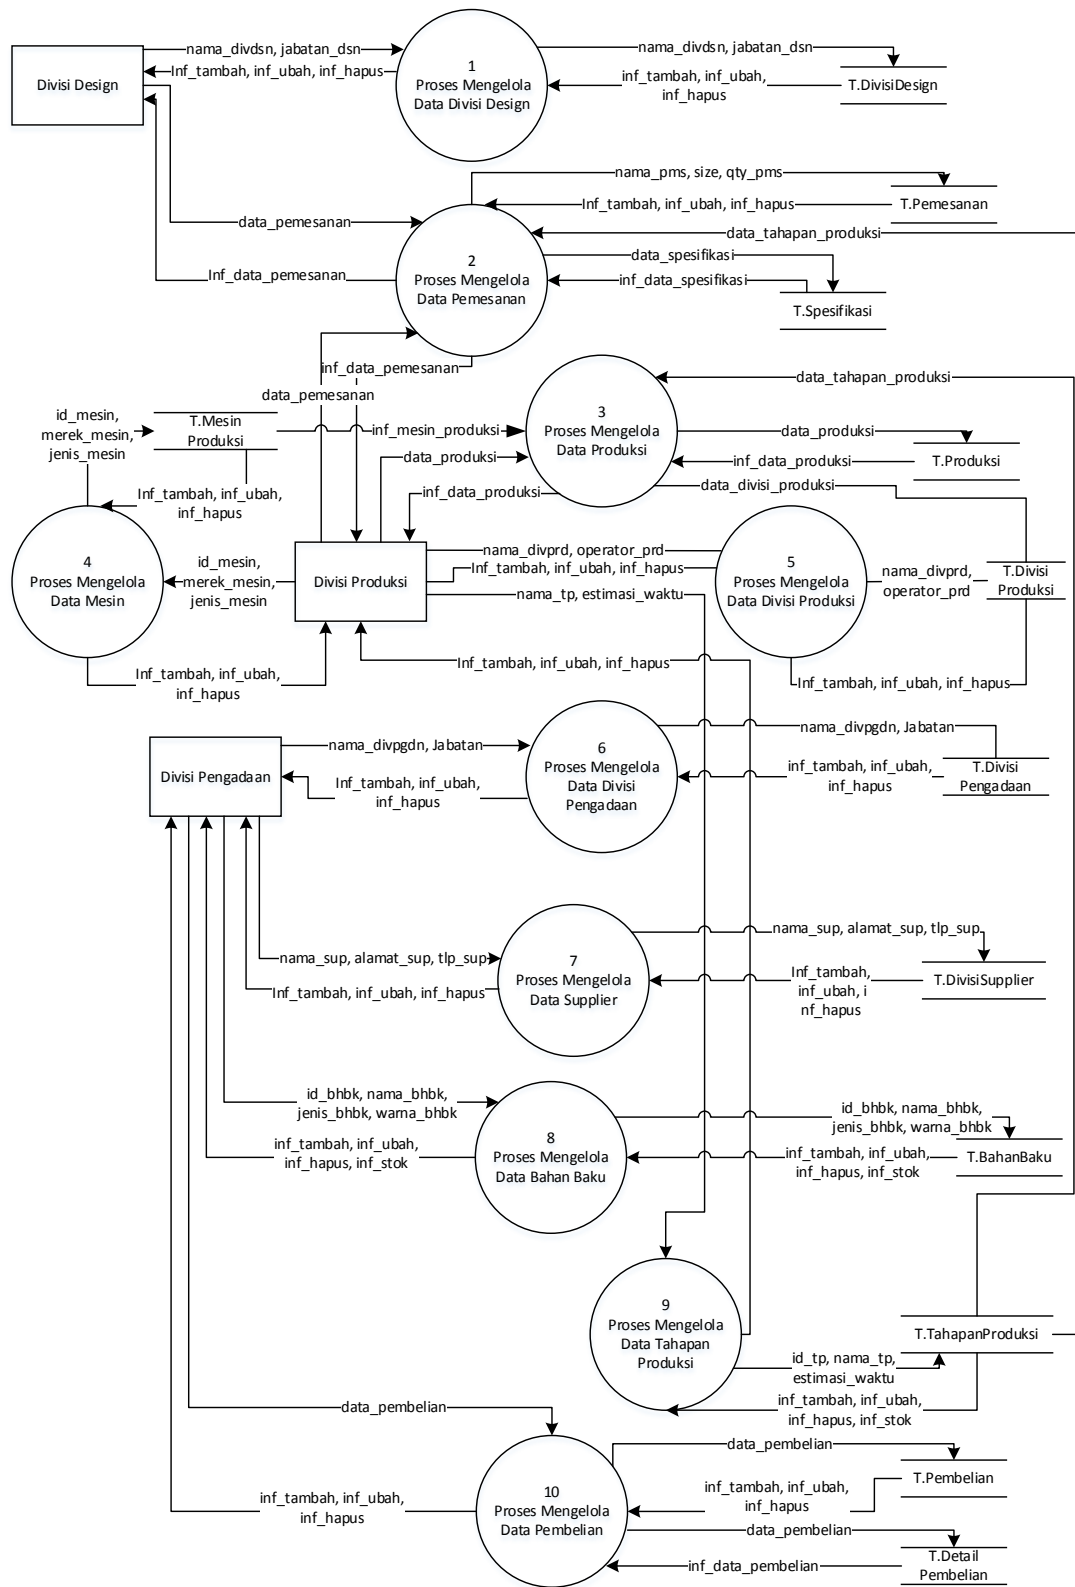 Divisi Design
nama_divdsn, jabatan_dsn
Inf_tambah, inf_ubah, inf_hapus
1
Proses Mengelola
Data Divisi Design
nama_divdsn, jabatan_dsn
inf_tambah, inf_ubah,
inf_hapus
T.DivisiDesign
nama_pms, size, qty_pms
Inf_tambah, inf_ubah, inf_hapus
T.Pemesanan
data_pemesanan
data_tahapan_produksi
2
Proses Mengelola
Data Pemesanan
data_spesifikasi
Inf_data_pemesanan
inf_data_spesifikasi
T.Spesifikasi
inf_data_pemesanan
data_pemesanan
data_tahapan_produksi
id_mesin,
merek_mesin,
jenis_mesin
T.Mesin
Produksi
inf_mesin_produksi
3
Proses Mengelola
Data Produksi
data_produksi
data_produksi
inf_data_produksi
T.Produksi
data_divisi_produksi
inf_data_produksi
Inf_tambah, inf_ubah,
inf_hapus
4
Proses Mengelola
Data Mesin
id_mesin,
merek_mesin,
jenis_mesin
Divisi Produksi
nama_divprd, operator_prd
Inf_tambah, inf_ubah, inf_hapus
nama_tp, estimasi_waktu
5
Proses Mengelola
Data Divisi Produksi
nama_divprd,
operator_prd
T.Divisi
Produksi
Inf_tambah, inf_ubah,
inf_hapus
Inf_tambah, inf_ubah, inf_hapus
Inf_tambah, inf_ubah, inf_hapus
Divisi Pengadaan
nama_divpgdn, Jabatan
Inf_tambah, inf_ubah,
inf_hapus
6
Proses Mengelola
Data Divisi
Pengadaan
nama_divpgdn, Jabatan
inf_tambah, inf_ubah,
inf_hapus
T.Divisi
Pengadaan
nama_sup, alamat_sup, tlp_sup
Inf_tambah, inf_ubah, inf_hapus
7
Proses Mengelola
Data Supplier
nama_sup, alamat_sup, tlp_sup
Inf_tambah,
inf_ubah, i
nf_hapus
T.DivisiSupplier
id_bhbk, nama_bhbk,
jenis_bhbk, warna_bhbk
inf_tambah, inf_ubah,
inf_hapus, inf_stok
8
Proses Mengelola
Data Bahan Baku
id_bhbk, nama_bhbk,
jenis_bhbk, warna_bhbk
inf_tambah, inf_ubah,
inf_hapus, inf_stok
T.BahanBaku
9
Proses Mengelola
Data Tahapan
Produksi
T.TahapanProduksi
id_tp, nama_tp,
estimasi_waktu
inf_tambah, inf_ubah,
inf_hapus, inf_stok
data_pembelian
inf_tambah, inf_ubah,
inf_hapus
10
Proses Mengelola
Data Pembelian
data_pembelian
T.Pembelian
inf_tambah, inf_ubah,
inf_hapus
data_pembelian
inf_data_pembelian
T.Detail
Pembelian